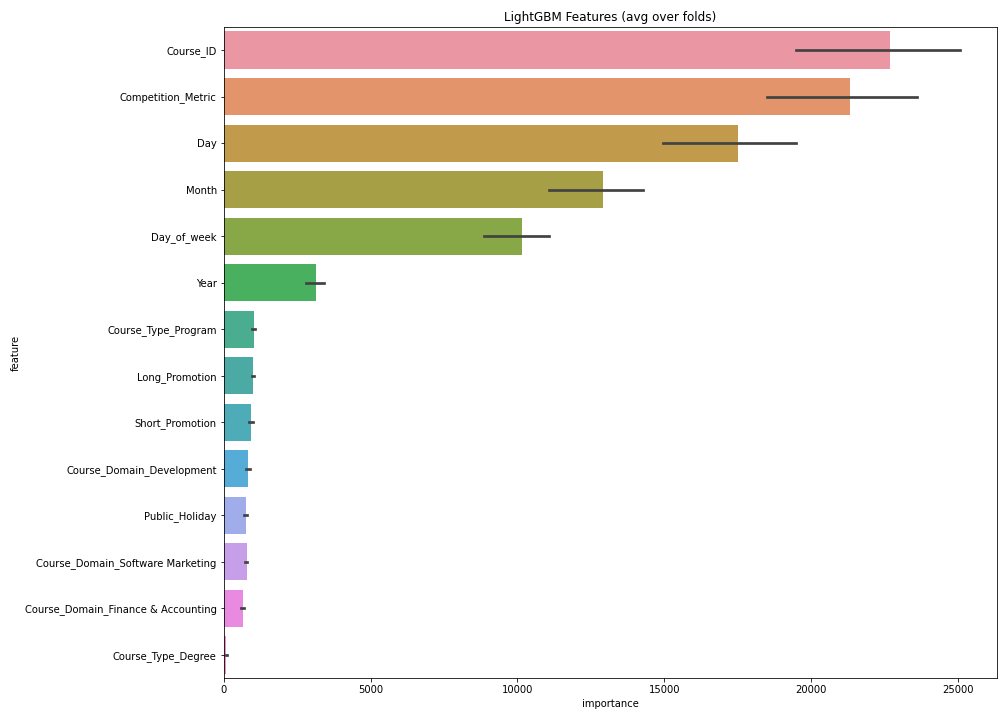 LightGBM Features (avg over folds)
feature
Course_ID
Competition_Metric
Day
Month
Day_of_week
Year
Course_Type_Program
Long_Promotion
Short_Promotion
Course_Domain_Development
Public_Holiday
Course_Domain_Software Marketing
Course_Domain_Finance & Accounting
Course_Type_Degree
0 5000 10000 15000 20000 25000
importance